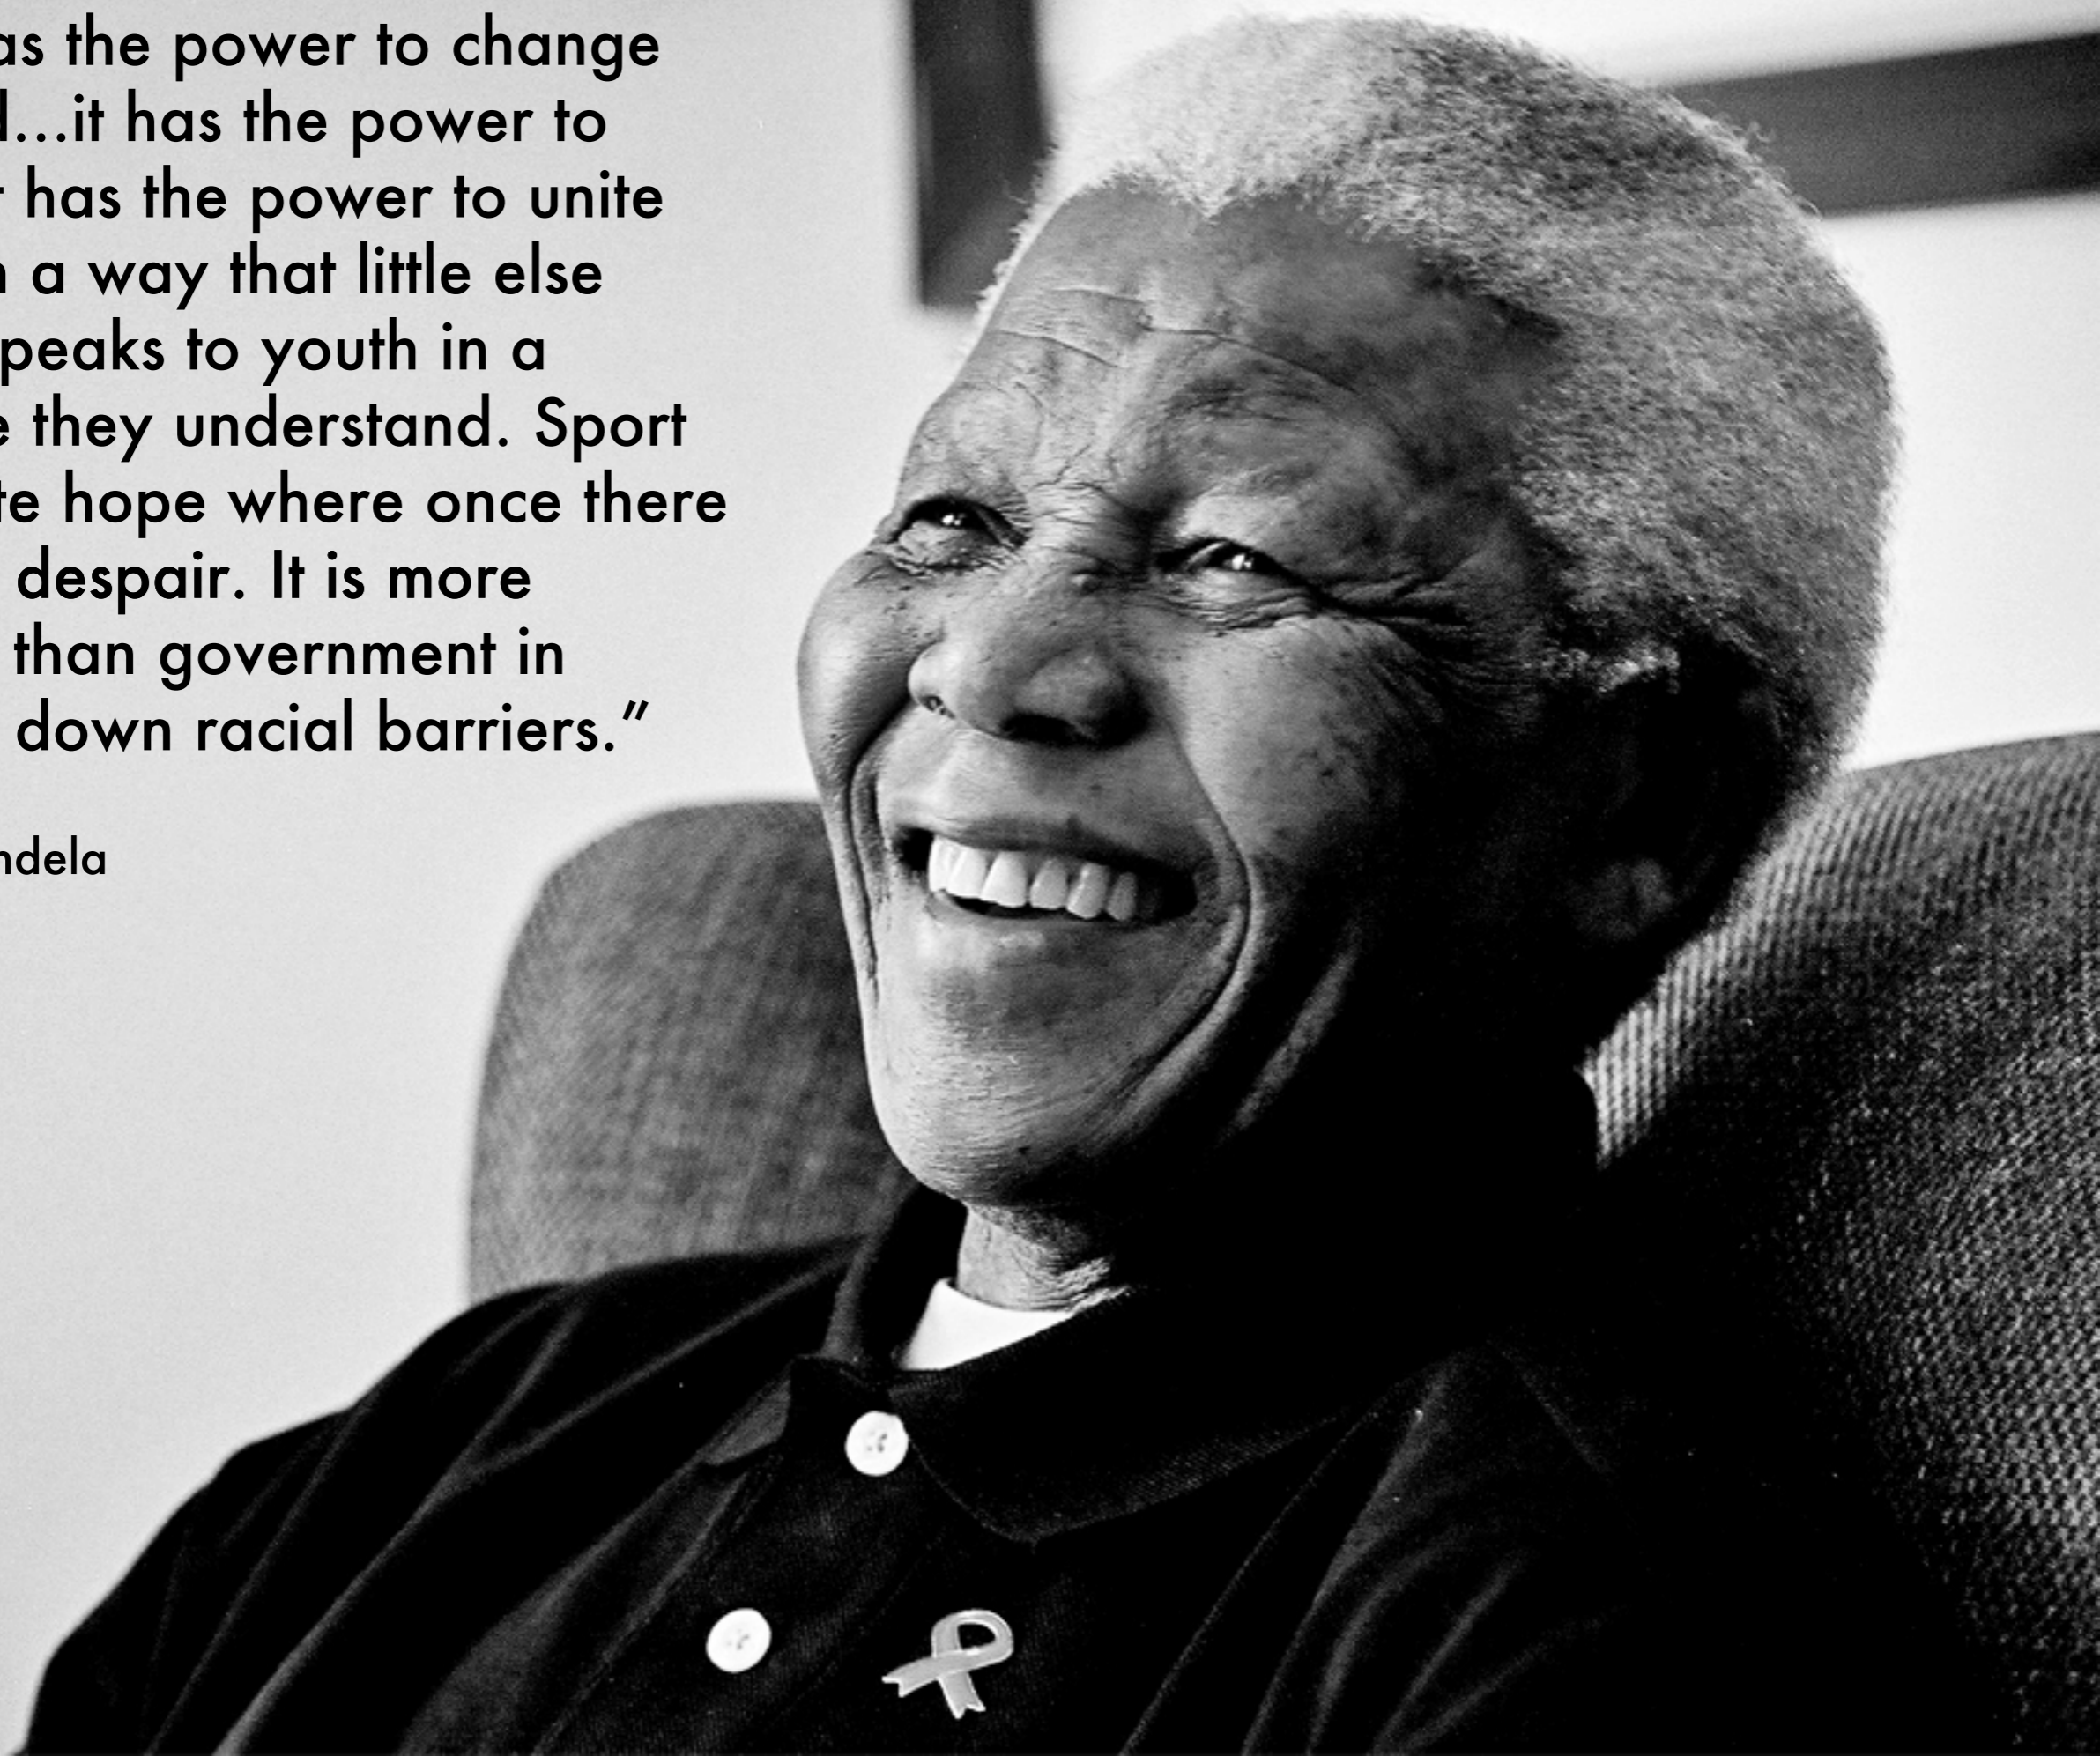 as the power to change
...it has the power to
has the power to unite
a way that little else
peaks to youth in a
they understand. Sport
te hope where once there
despair. It is more
than government in
down racial barriers.”
ndela